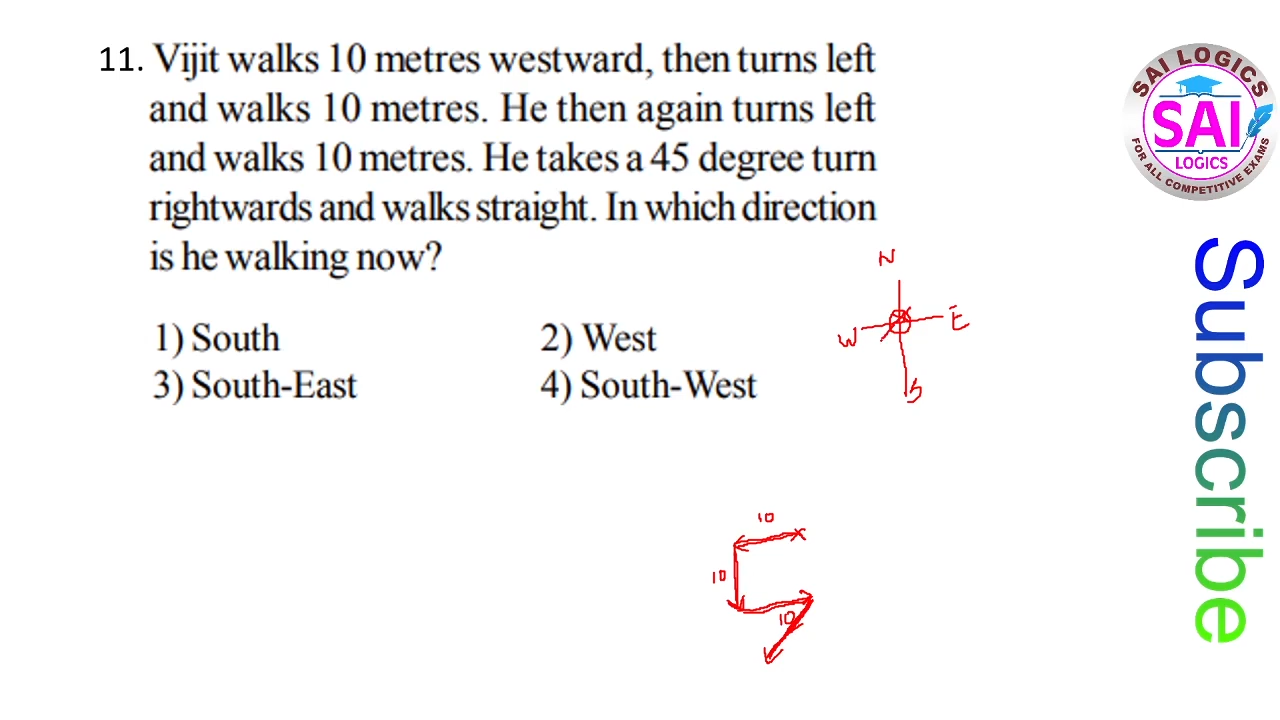 11. Vijit walks 10 metres westward, then turns left
and walks 10 metres. He then again turns left
and walks 10 metres. He takes a 45 degree turn
rightwards and walks straight. In which direction
is he walking now?
1) South 2) West
3) South-East 4) South-West
N
W E
S
10
10
10
SAI LOGICS
SAI
LOGICS
FOR ALL COMPETITIVE EXAMS
Subscribe